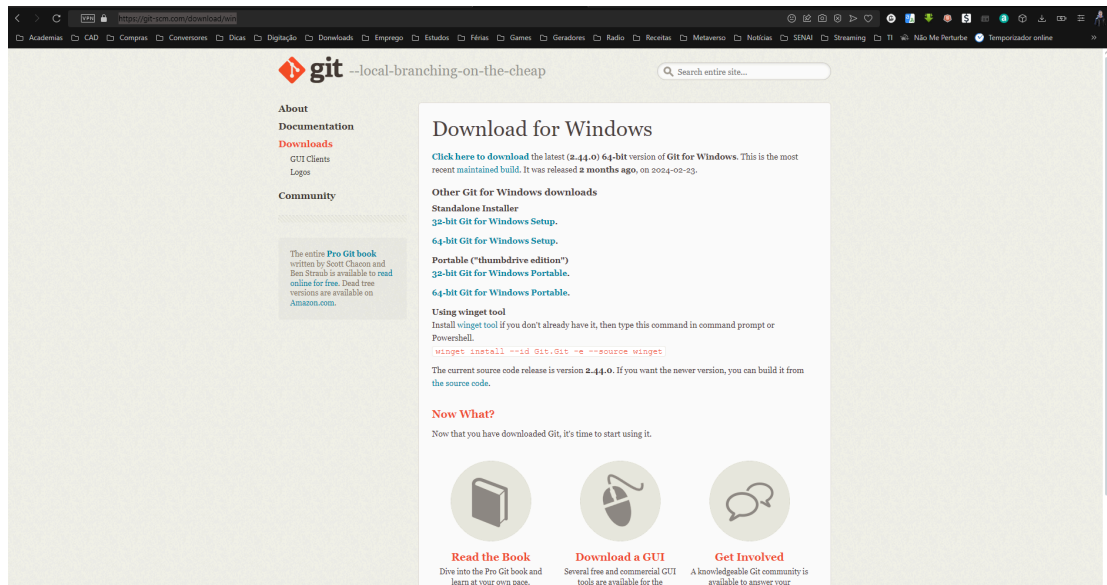 VPN
https://git-scm.com/download/win
Academias CAD Compras Conversores Dicas Digitação Donwloads Emprego Estudos Férias Games Geradores Radio Receitas Metaverso Notícias SENAI Streaming TI Não Me Perturbe Temporizador online »
git --local-branching-on-the-cheap
Search entire site...
About
Documentation
Downloads
GUI Clients
Logos
Community
The entire Pro Git book
written by Scott Chacon and
Ben Straub is available to read
online for free. Dead tree
versions are available on
Amazon.com.
Download for Windows
Click here to download the latest (2.44.0) 64-bit version of Git for Windows. This is the most
recent maintained build. It was released 2 months ago, on 2024-02-23.
Other Git for Windows downloads
Standalone Installer
32-bit Git for Windows Setup.
64-bit Git for Windows Setup.
Portable ("thumbdrive edition")
32-bit Git for Windows Portable.
64-bit Git for Windows Portable.
Using winget tool
Install winget tool if you don't already have it, then type this command in command prompt or
Powershell.
winget install --id Git.Git -e --source winget
The current source code release is version 2.44.0. If you want the newer version, you can build it from
the source code.
Now What?
Now that you have downloaded Git, it's time to start using it.
Read the Book
Dive into the Pro Git book and
learn at your own pace.
Download a GUI
Several free and commercial GUI
tools are available for the
Get Involved
A knowledgeable Git community is
available to answer your